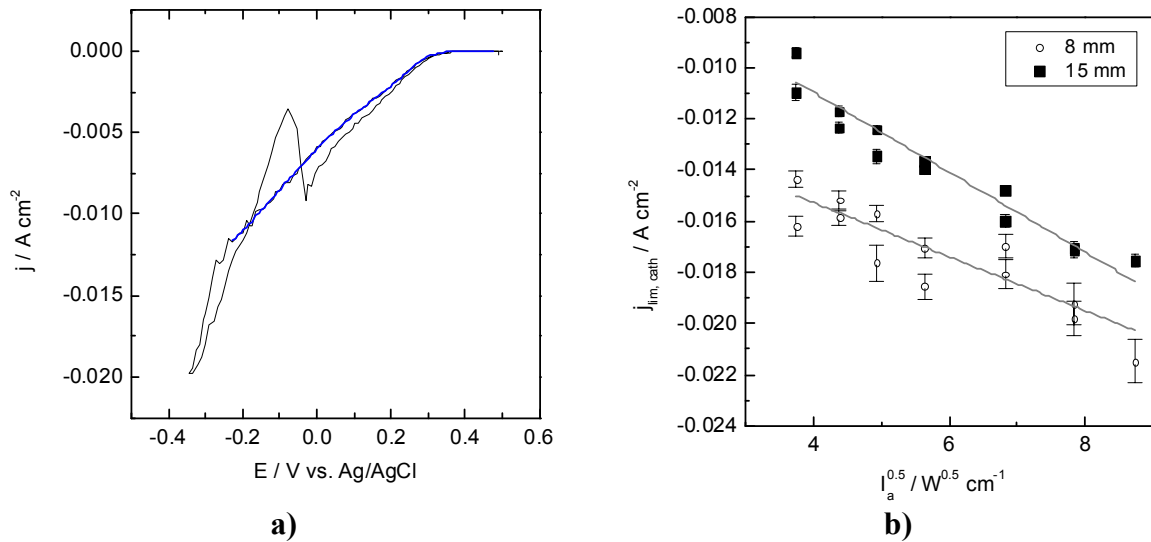 0.000
-0.005
-0.010
-0.015
-0.020
j / A cm-2
-0.4 -0.2 0.0 0.2 0.4 0.6
E / V vs. Ag/AgCl
a)
-0.008
-0.010
-0.012
-0.014
-0.016
-0.018
-0.020
-0.022
-0.024
jlim, cath / A cm-2
8 mm
15 mm
4 6 8
Ia0.5 / W0.5 cm-1
b)